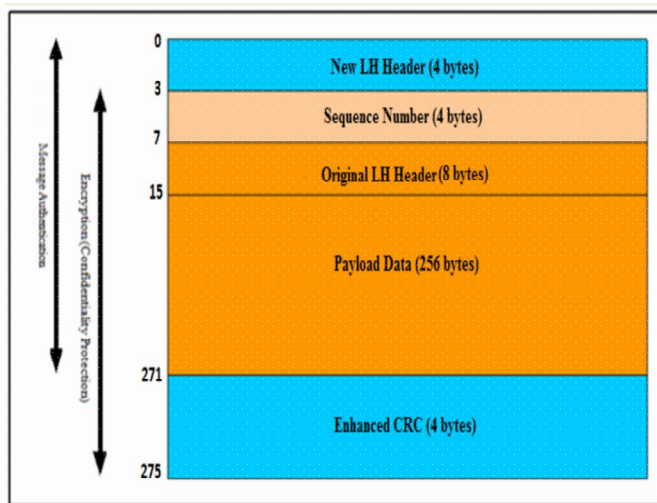 0
New LH Header (4 bytes)
3
Sequence Number (4 bytes)
7
Original LH Header (8 bytes)
15
Payload Data (256 bytes)
271
Enhanced CRC (4 bytes)
275
Message Authentication
Encryption (Confidentiality Protection)